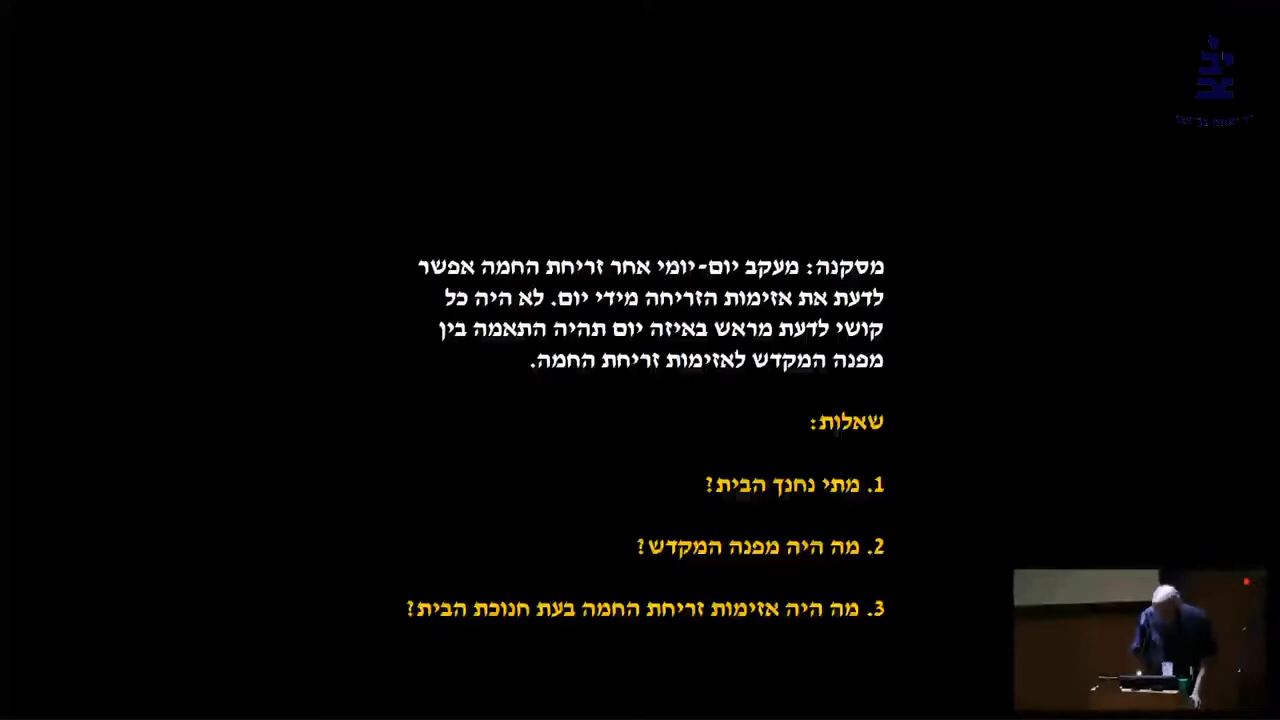 מסקנה: מעקב יום-יומי אחר זריחת החמה אפשר
לדעת את אזימות הזריחה מידי יום. לא היה כל
קושי לדעת מראש באיזה יום תהיה התאמה בין
מפנה המקדש לאזימות זריחת החמה.
שאלות:
1. מתי נחנך הבית?
2. מה היה מפנה המקדש?
3. מה היה אזימות זריחת החמה בעת חנוכת הבית?